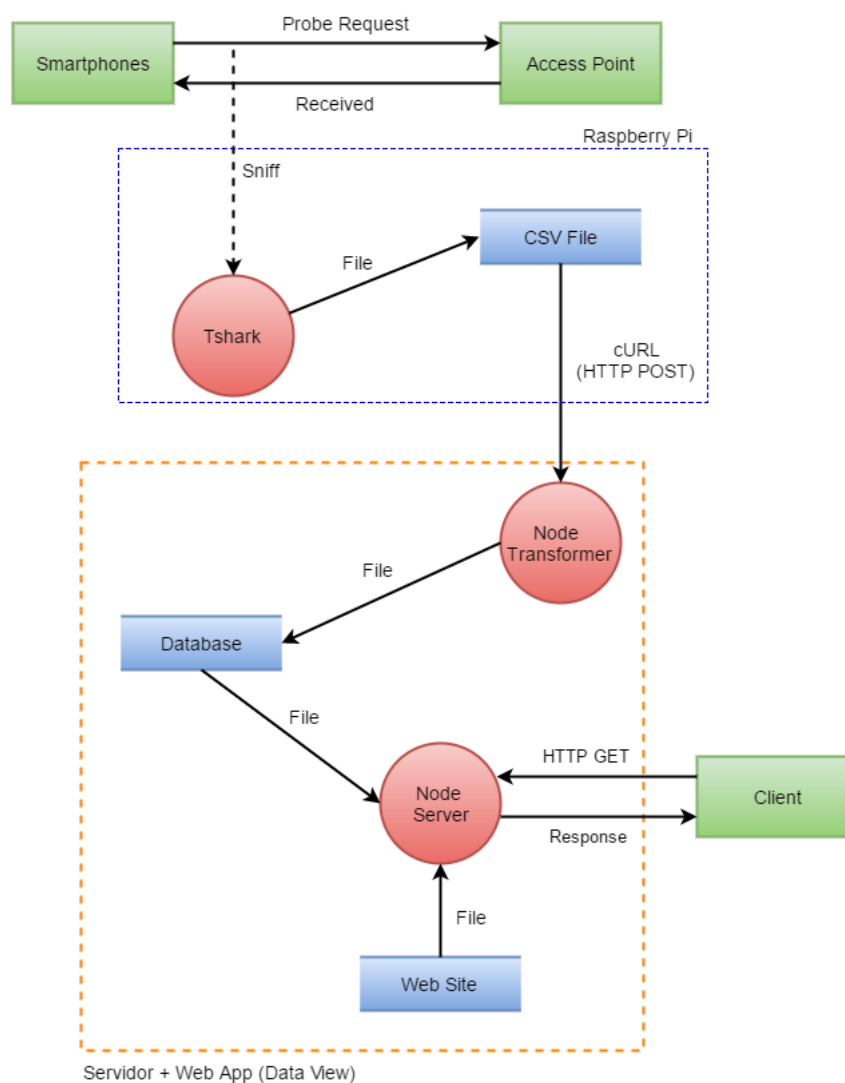 Probe Request
Smartphones
Access Point
Received
Raspberry Pi
Sniff
CSV File
File
Tshark
cURL
(HTTP POST)
Node
Transformer
File
Database
File
HTTP GET
Node
Server
Client
Response
File
Web Site
Servidor + Web App (Data View)